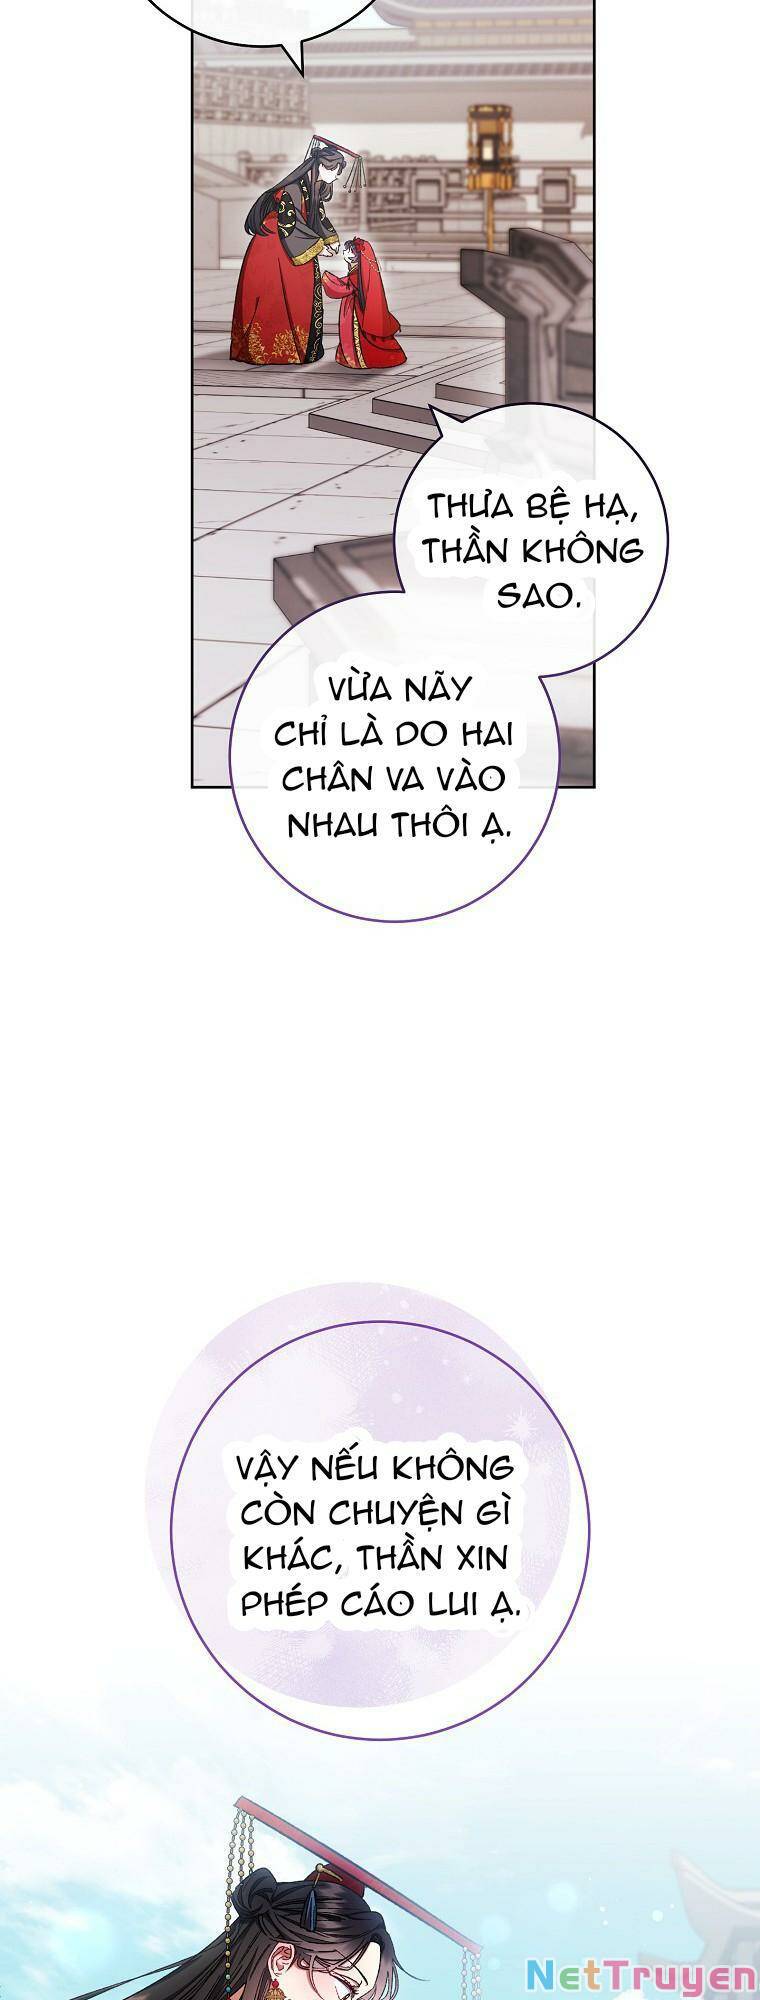 THƯA BỆ HẠ,
THẦN KHÔNG
SAO.
VỪA NÃY
CHỈ LÀ DO HAI
CHÂN VA VÀO
NHAU THÔI Ạ.
VẬY NẾU KHÔNG
CÒN CHUYỆN GÌ
KHÁC, THẦN XIN
PHÉP CÁO LUI Ạ.
NetTruyen